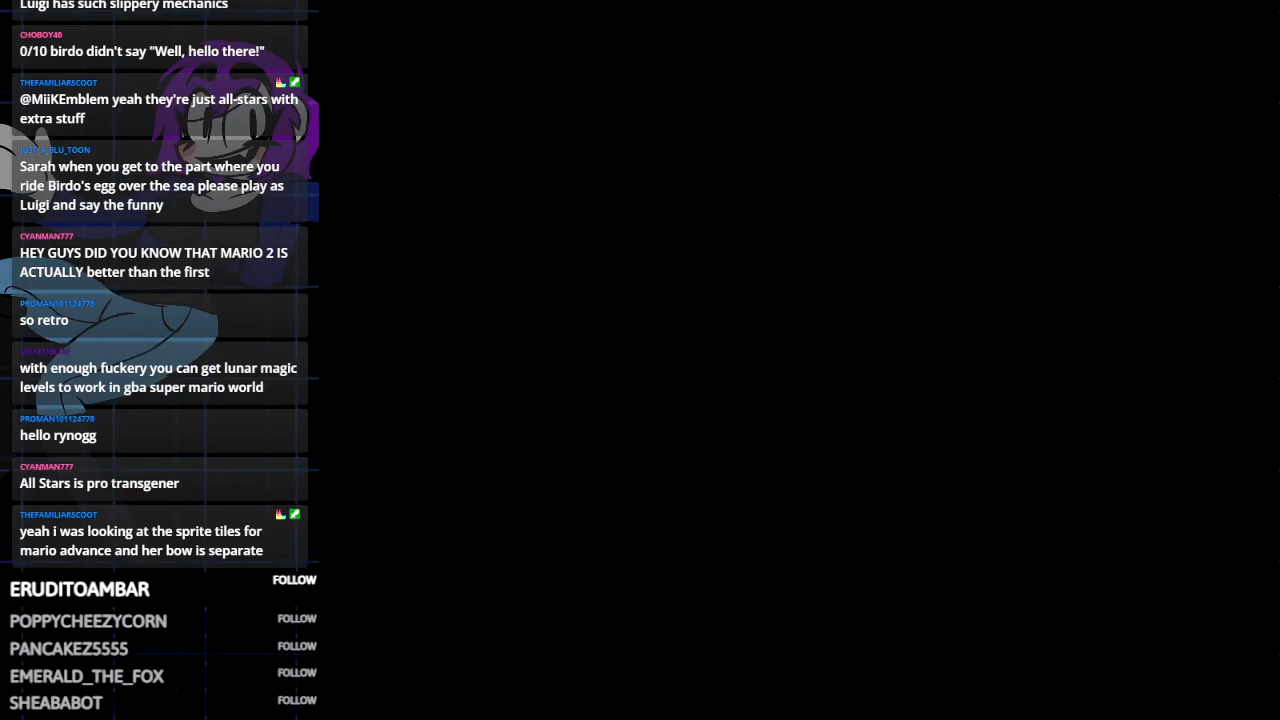 Luigi has such slippery mechanics
CHOBOY46
0/10 birdo didn't say "Well, hello there!"
THEFAMILIARSCOOT
@MiiKEmblem yeah they're just all-stars with
extra stuff
JUST_A_BLU_TOON
Sarah when you get to the part where you
ride Birdo's egg over the sea please play as
Luigi and say the funny
CYANMAN777
HEY GUYS DID YOU KNOW THAT MARIO 2 IS
ACTUALLY better than the first
PROMAN101124778
so retro
with enough fuckery you can get lunar magic
levels to work in gba super mario world
PROMAN101124778
hello rynogg
CYANMAN777
All Stars is pro transgener
THEFAMILIARSCOOT
yeah i was looking at the sprite tiles for
mario advance and her bow is separate
ERUDITOAMBAR FOLLOW
POPPYCHEEZYCORN FOLLOW
PANCAKEZ5555 FOLLOW
EMERALD_THE_FOX FOLLOW
SHEABABOT FOLLOW